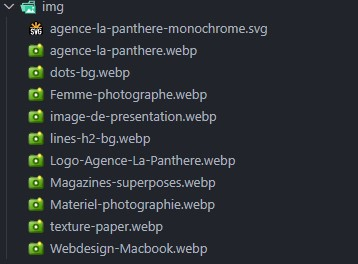 img
SVG
agence-la-panthere-monochrome.svg
agence-la-panthere.webp
dots-bg.webp
Femme-photographe.webp
image-de-presentation.webp
lines-h2-bg.webp
Logo-Agence-La-Panthere.webp
Magazines-superposes.webp
Materiel-photographie.webp
texture-paper.webp
Webdesign-Macbook.webp